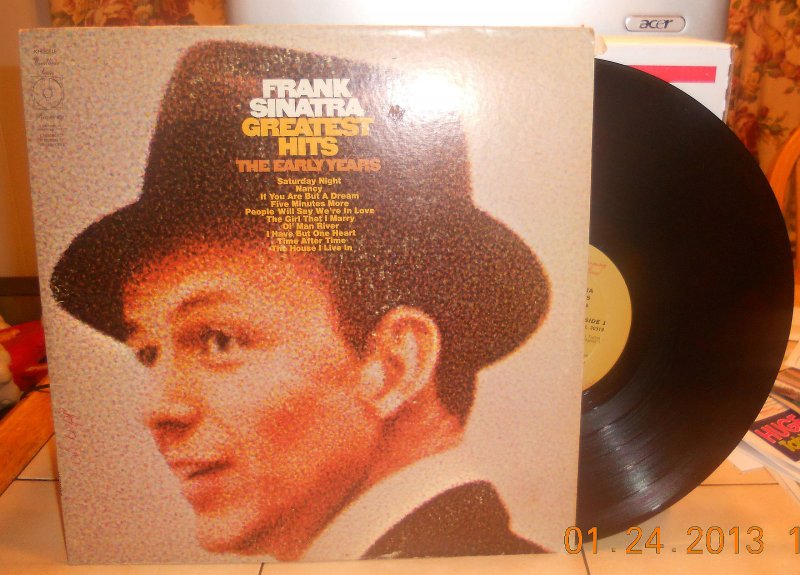 acer
FRANK
SINATRA
GREATEST
HITS
THE EARLY YEARS
Saturday Night
Nancy
If You Are But A Dream
Five Minutes More
People Will Say We're In Love
The Girl That I Marry
Ol' Man River
I Have But One Heart
Time After Time
The House I Live In
SIDE 1
HUGE
01.24.2013 1